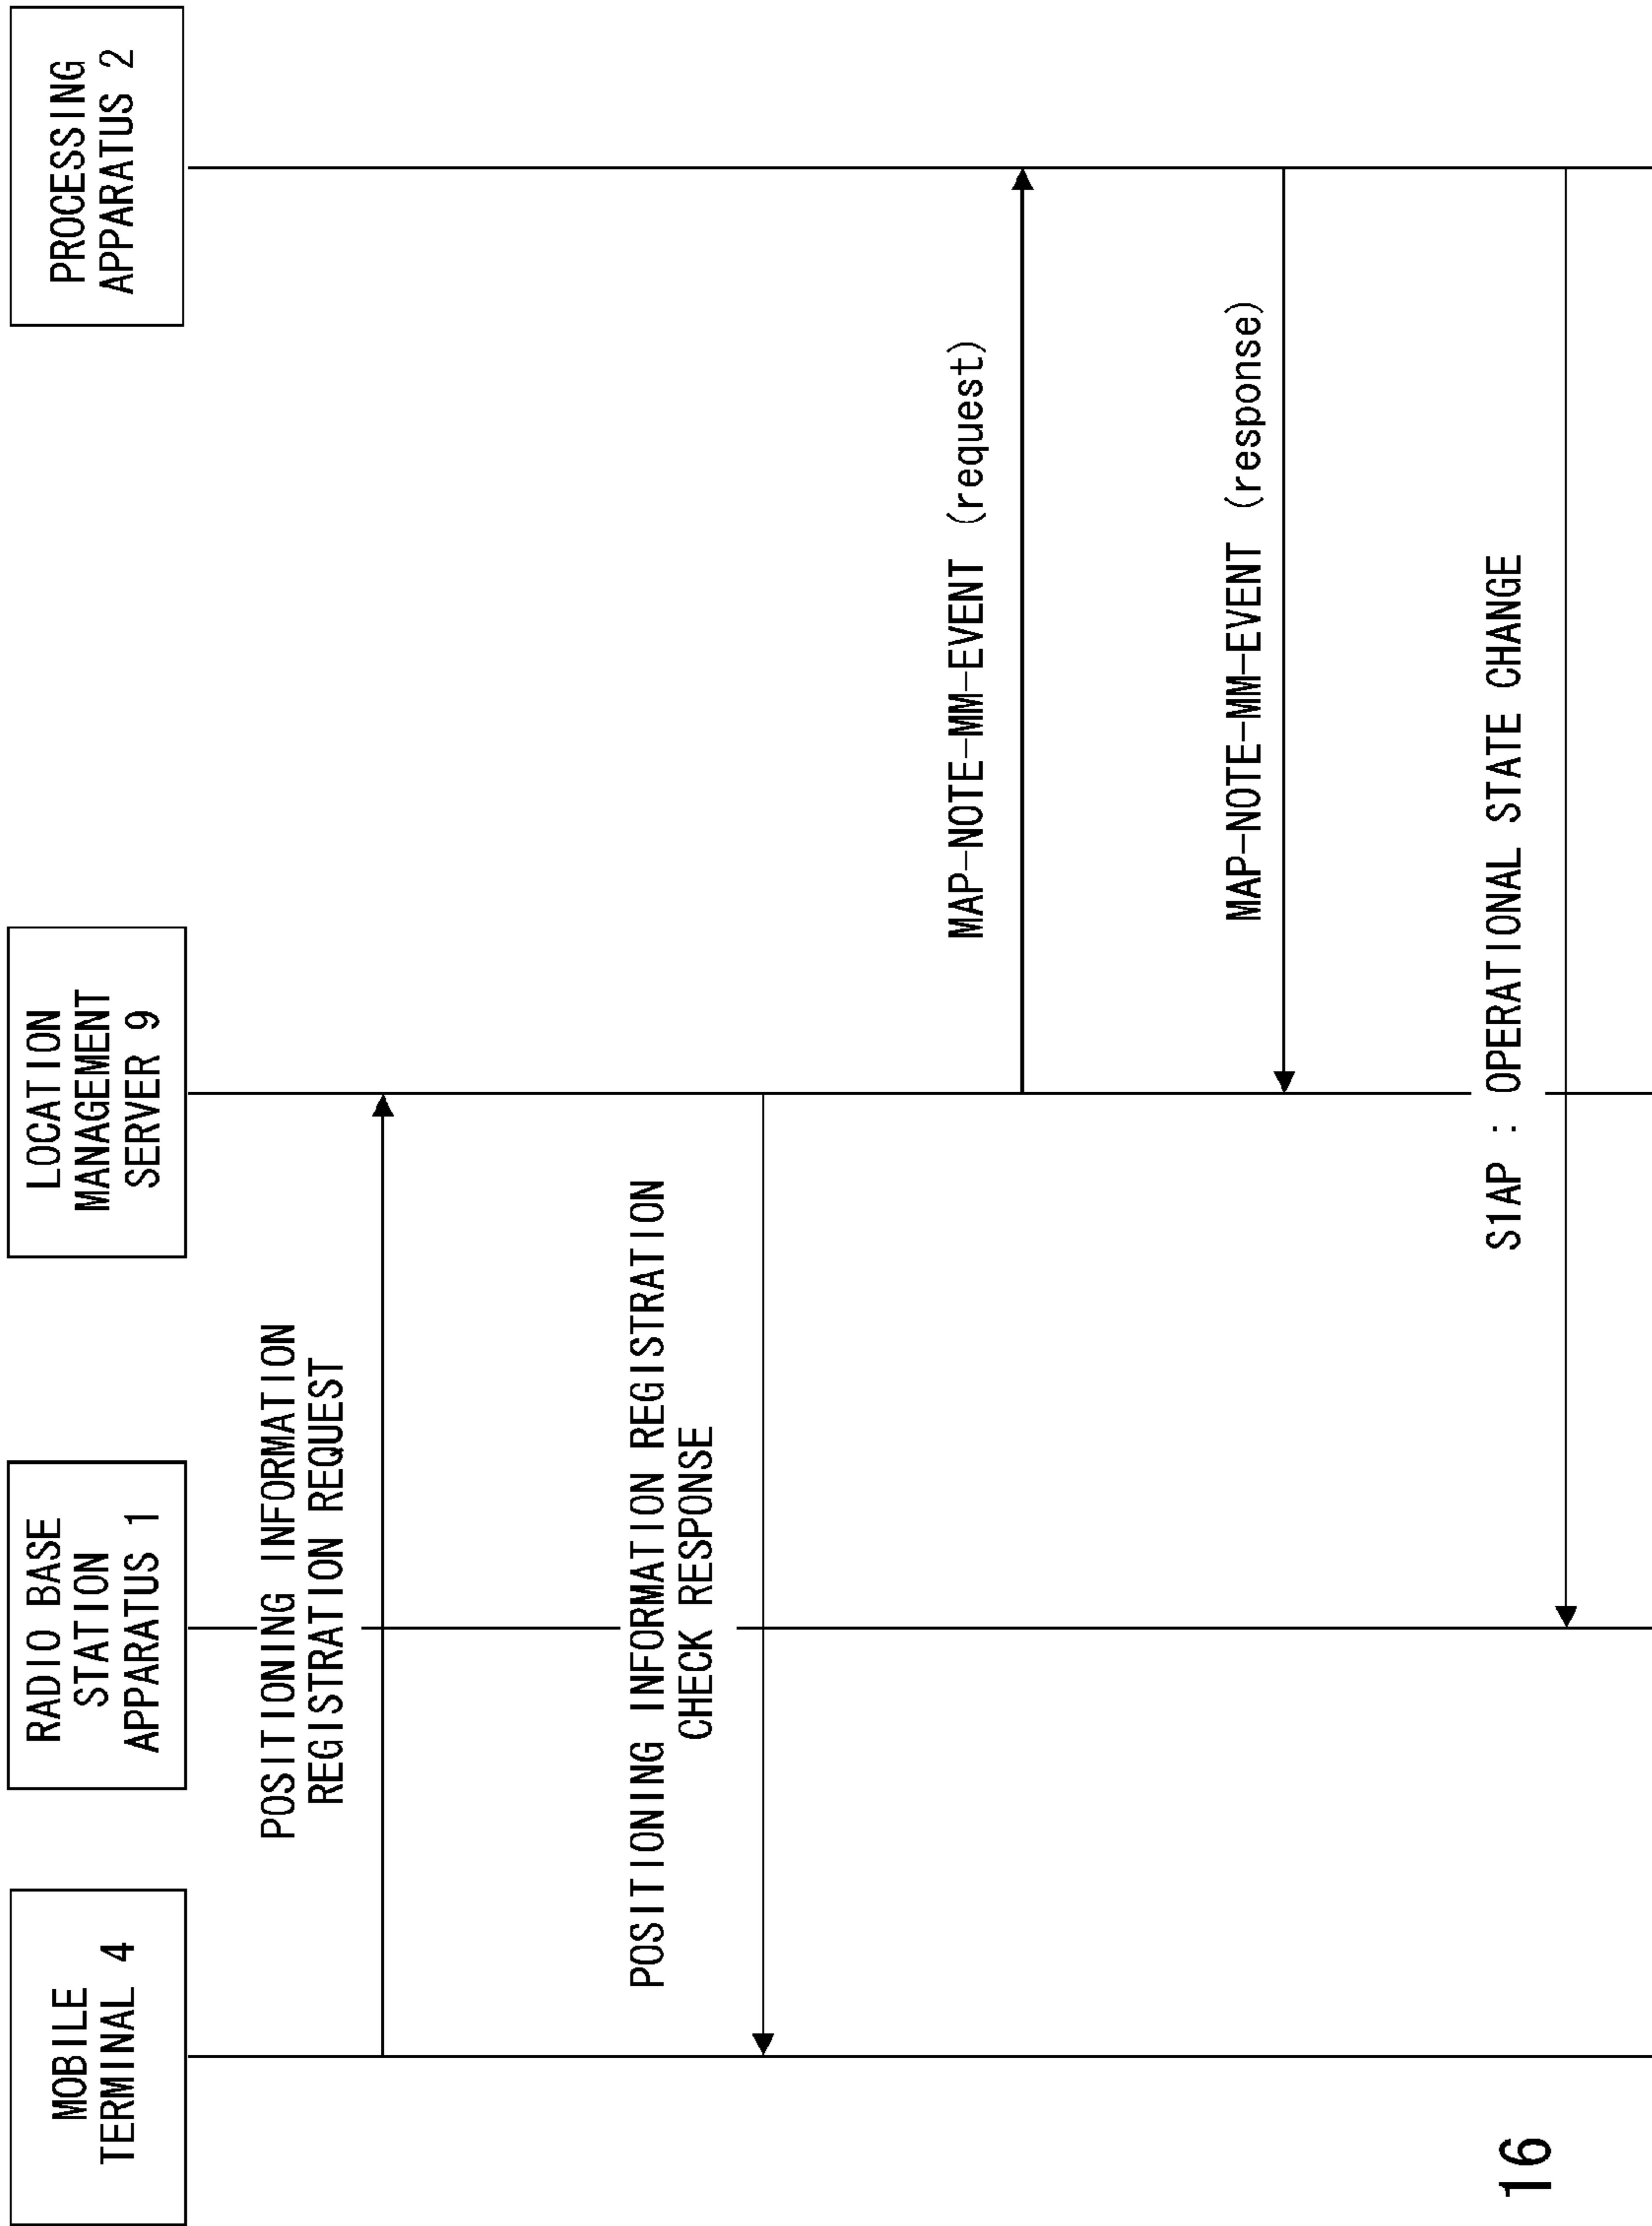 MOBILE
TERMINAL 4
RADIO BASE
STATION
APPARATUS 1
LOCATION
MANAGEMENT
SERVER 9
PROCESSING
APPARATUS 2
POSITIONING INFORMATION
REGISTRATION REQUEST
POSITIONING INFORMATION REGISTRATION
CHECK RESPONSE
MAP-NOTE-MM-EVENT (request)
MAP-NOTE-MM-EVENT (response)
S1AP : OPERATIONAL STATE CHANGE
16